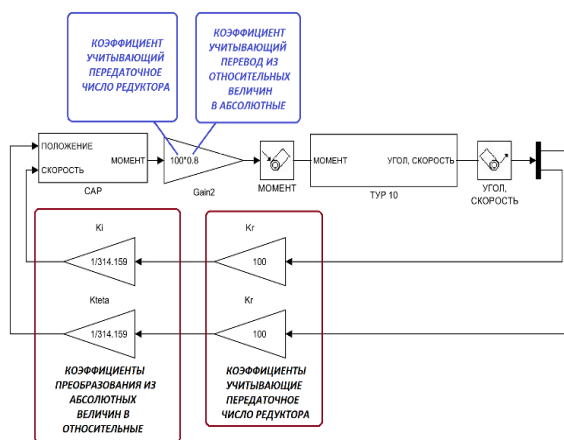 КОЭФФИЦИЕНТ
УЧИТЫВАЮЩИЙ
ПЕРЕДАТОЧНОЕ
ЧИСЛО РЕДУКТОРА
КОЭФФИЦИЕНТ
УЧИТЫВАЮЩИЙ
ПЕРЕВОД ИЗ
ОТНОСИТЕЛЬНЫХ
ВЕЛИЧИН
В АБСОЛЮТНЫЕ
ПОЛОЖЕНИЕ
СКОРОСТЬ
МОМЕНТ
САР
100*0.8
Gain2
МОМЕНТ
МОМЕНТ
УГОЛ, СКОРОСТЬ
ТУР 10
УГОЛ,
СКОРОСТЬ
Ki
1/314.159
Kr
100
Kteta
1/314.159
Kr
100
КОЭФФИЦИЕНТЫ
ПРЕОБРАЗОВАНИЯ ИЗ
АБСОЛЮТНЫХ
ВЕЛИЧИН В
ОТНОСИТЕЛЬНЫЕ
КОЭФФИЦИЕНТЫ
УЧИТЫВАЮЩИЕ
ПЕРЕДАТОЧНОЕ
ЧИСЛО РЕДУКТОРА